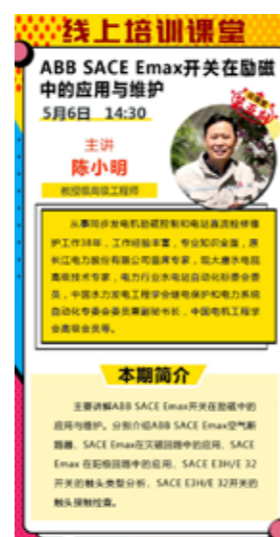 线上培训课堂
ABB SACE Emax开关在励磁
中的应用与维护
5月6日 14:30
主讲
陈小明
教授级高级工程师
从事同步发电机励磁控制和电站直流检修维
护工作38年，工作经验丰富，专业知识全面，原
长江电力股份有限公司首席专家，现大唐水电院
高级技术专家，电力行业水电站自动化标委会委
员，中国水力发电工程学会继电保护和电力系统
自动化专委会委员兼副秘书长，中国电机工程学
会高级会员等。
本期简介
主要讲解ABB SACE Emax开关在励磁中的
应用与维护。分别介绍ABB SACE Emax空气断
路器、SACE Emax在灭磁回路中的应用、SACE
Emax 在阳极回路中的应用、SACE E3H/E 32
开关的触头类型分析、SACE E3H/E 32开关的
触头接触检查。